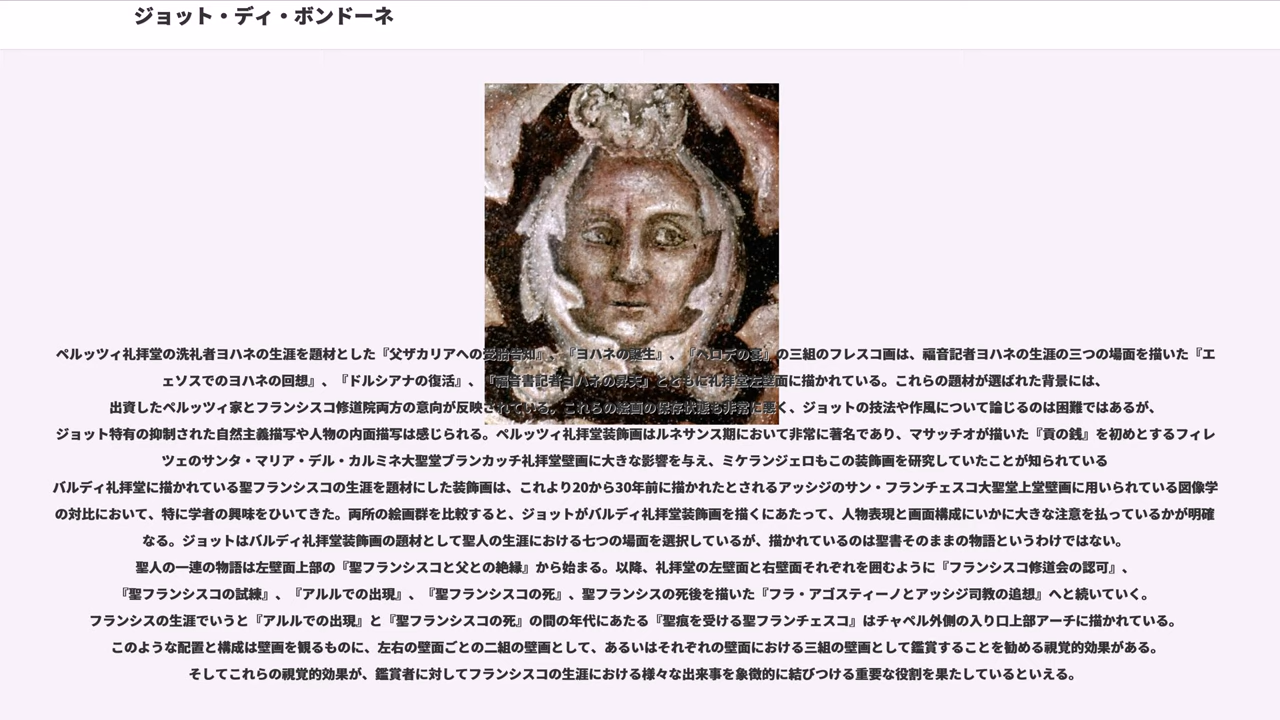 ジョット・ディ・ボンドーネ
ペルッツィ礼拝堂の洗礼者ヨハネの生涯を題材とした『父ザカリアへの受胎告知』、『ヨハネの誕生』、『ヘロデの宴』の三組のフレスコ画は、福音記者ヨハネの生涯の三つの場面を描いた『エ
ェソスでのヨハネの回想』、『ドルシアナの復活』、『福音書記者ヨハネの昇天』とともに礼拝堂左壁面に描かれている。これらの題材が選ばれた背景には、
出資したペルッツィ家とフランシスコ修道院両方の意向が反映されている。これらの絵画の保存状態も非常に悪く、ジョットの技法や作風について論じるのは困難ではあるが、
ジョット特有の抑制された自然主義描写や人物の内面描写は感じられる。ペルッツィ礼拝堂装飾画はルネサンス期において非常に著名であり、マサッチオが描いた『貢の銭』を初めとするフィレ
ツェのサンタ・マリア・デル・カルミネ大聖堂ブランカッチ礼拝堂壁画に大きな影響を与え、ミケランジェロもこの装飾画を研究していたことが知られている
バルディ礼拝堂に描かれている聖フランシスコの生涯を題材にした装飾画は、これより20から30年前に描かれたとされるアッシジのサン・フランチェスコ大聖堂上堂壁画に用いられている図像学
の対比において、特に学者の興味をひいてきた。両所の絵画群を比較すると、ジョットがバルディ礼拝堂装飾画を描くにあたって、人物表現と画面構成にいかに大きな注意を払っているかが明確
なる。ジョットはバルディ礼拝堂装飾画の題材として聖人の生涯における七つの場面を選択しているが、描かれているのは聖書そのままの物語というわけではない。
聖人の一連の物語は左壁面上部の『聖フランシスコと父との絶縁』から始まる。以降、礼拝堂の左壁面と右壁面それぞれを囲むように『フランシスコ修道会の認可』、
『聖フランシスコの試練』、『アルルでの出現』、『聖フランシスコの死』、聖フランシスの死後を描いた『フラ・アゴスティーノとアッシジ司教の追想』へと続いていく。
フランシスの生涯でいうと『アルルでの出現』と『聖フランシスコの死』の間の年代にあたる『聖痕を受ける聖フランチェスコ』はチャペル外側の入り口上部アーチに描かれている。
このような配置と構成は壁画を観るものに、左右の壁面ごとの二組の壁画として、あるいはそれぞれの壁面における三組の壁画として鑑賞することを勧める視覚的効果がある。
そしてこれらの視覚的効果が、鑑賞者に対してフランシスコの生涯における様々な出来事を象徴的に結びつける重要な役割を果たしているといえる。